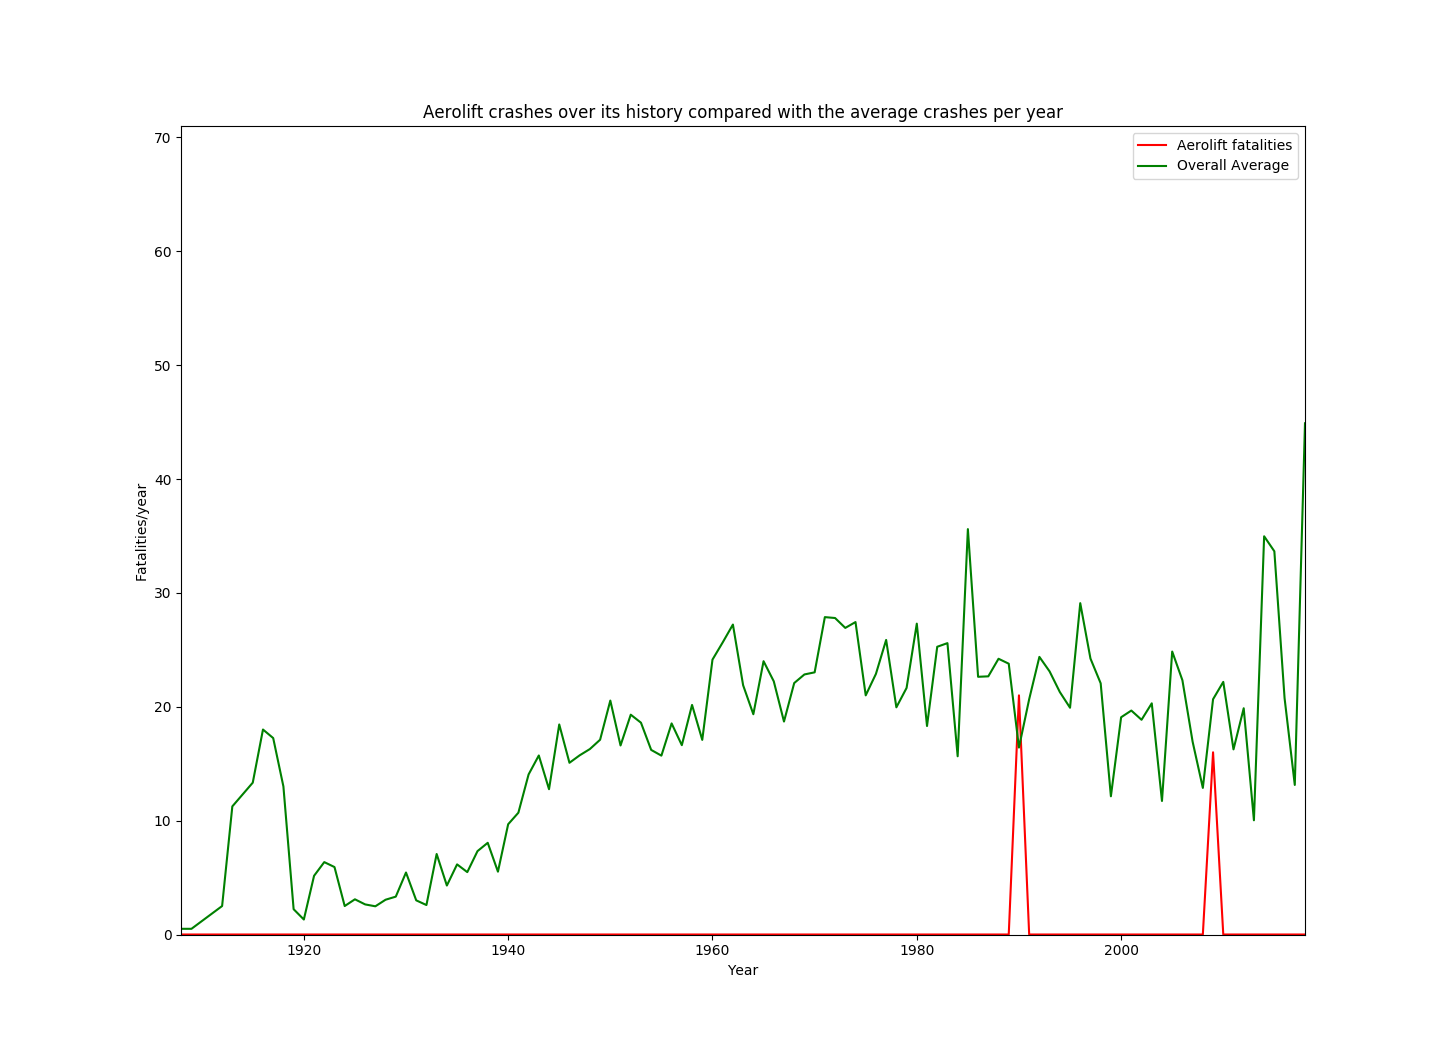 Aerolift crashes over its history compared with the average crashes per year
Aerolift fatalities
Overall Average
70
60
50
40
30
20
10
0
Fatalities/year
1920 1940 1960 1980 2000
Year